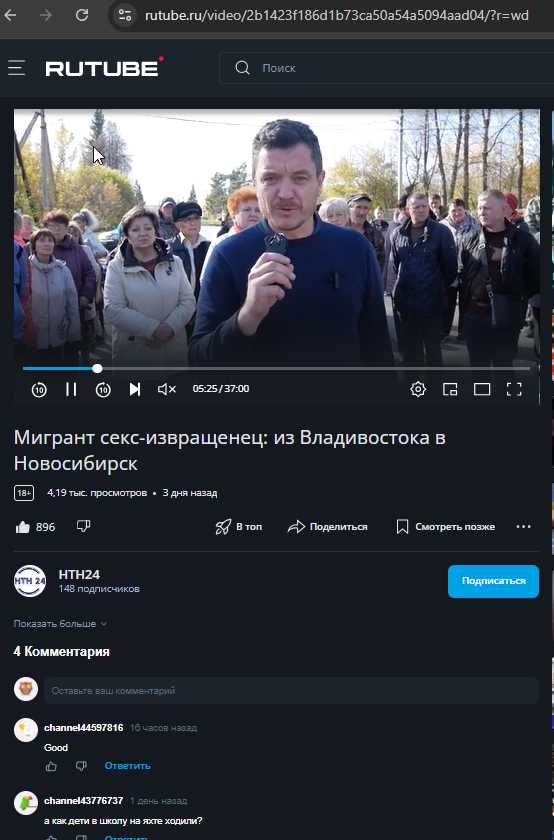 rutube.ru/video/2b1423f186d1b73ca50a54a5094aad04/?r=wd
RUTUBE
Поиск
10
10
05:25 / 37:00
Мигрант секс-извращенец: из Владивостока в
Новосибирск
18+ 4,19 тыс. просмотров • 3 дня назад
896 В топ Поделиться Смотреть позже
НТН 24
НТН24
148 подписчиков
Подписаться
Показать больше
4 Комментария
Оставьте ваш комментарий
channel44597816 16 часов назад
Good
Ответить
channel43776737 1 день назад
а как дети в школу на яхте ходили?
Ответить